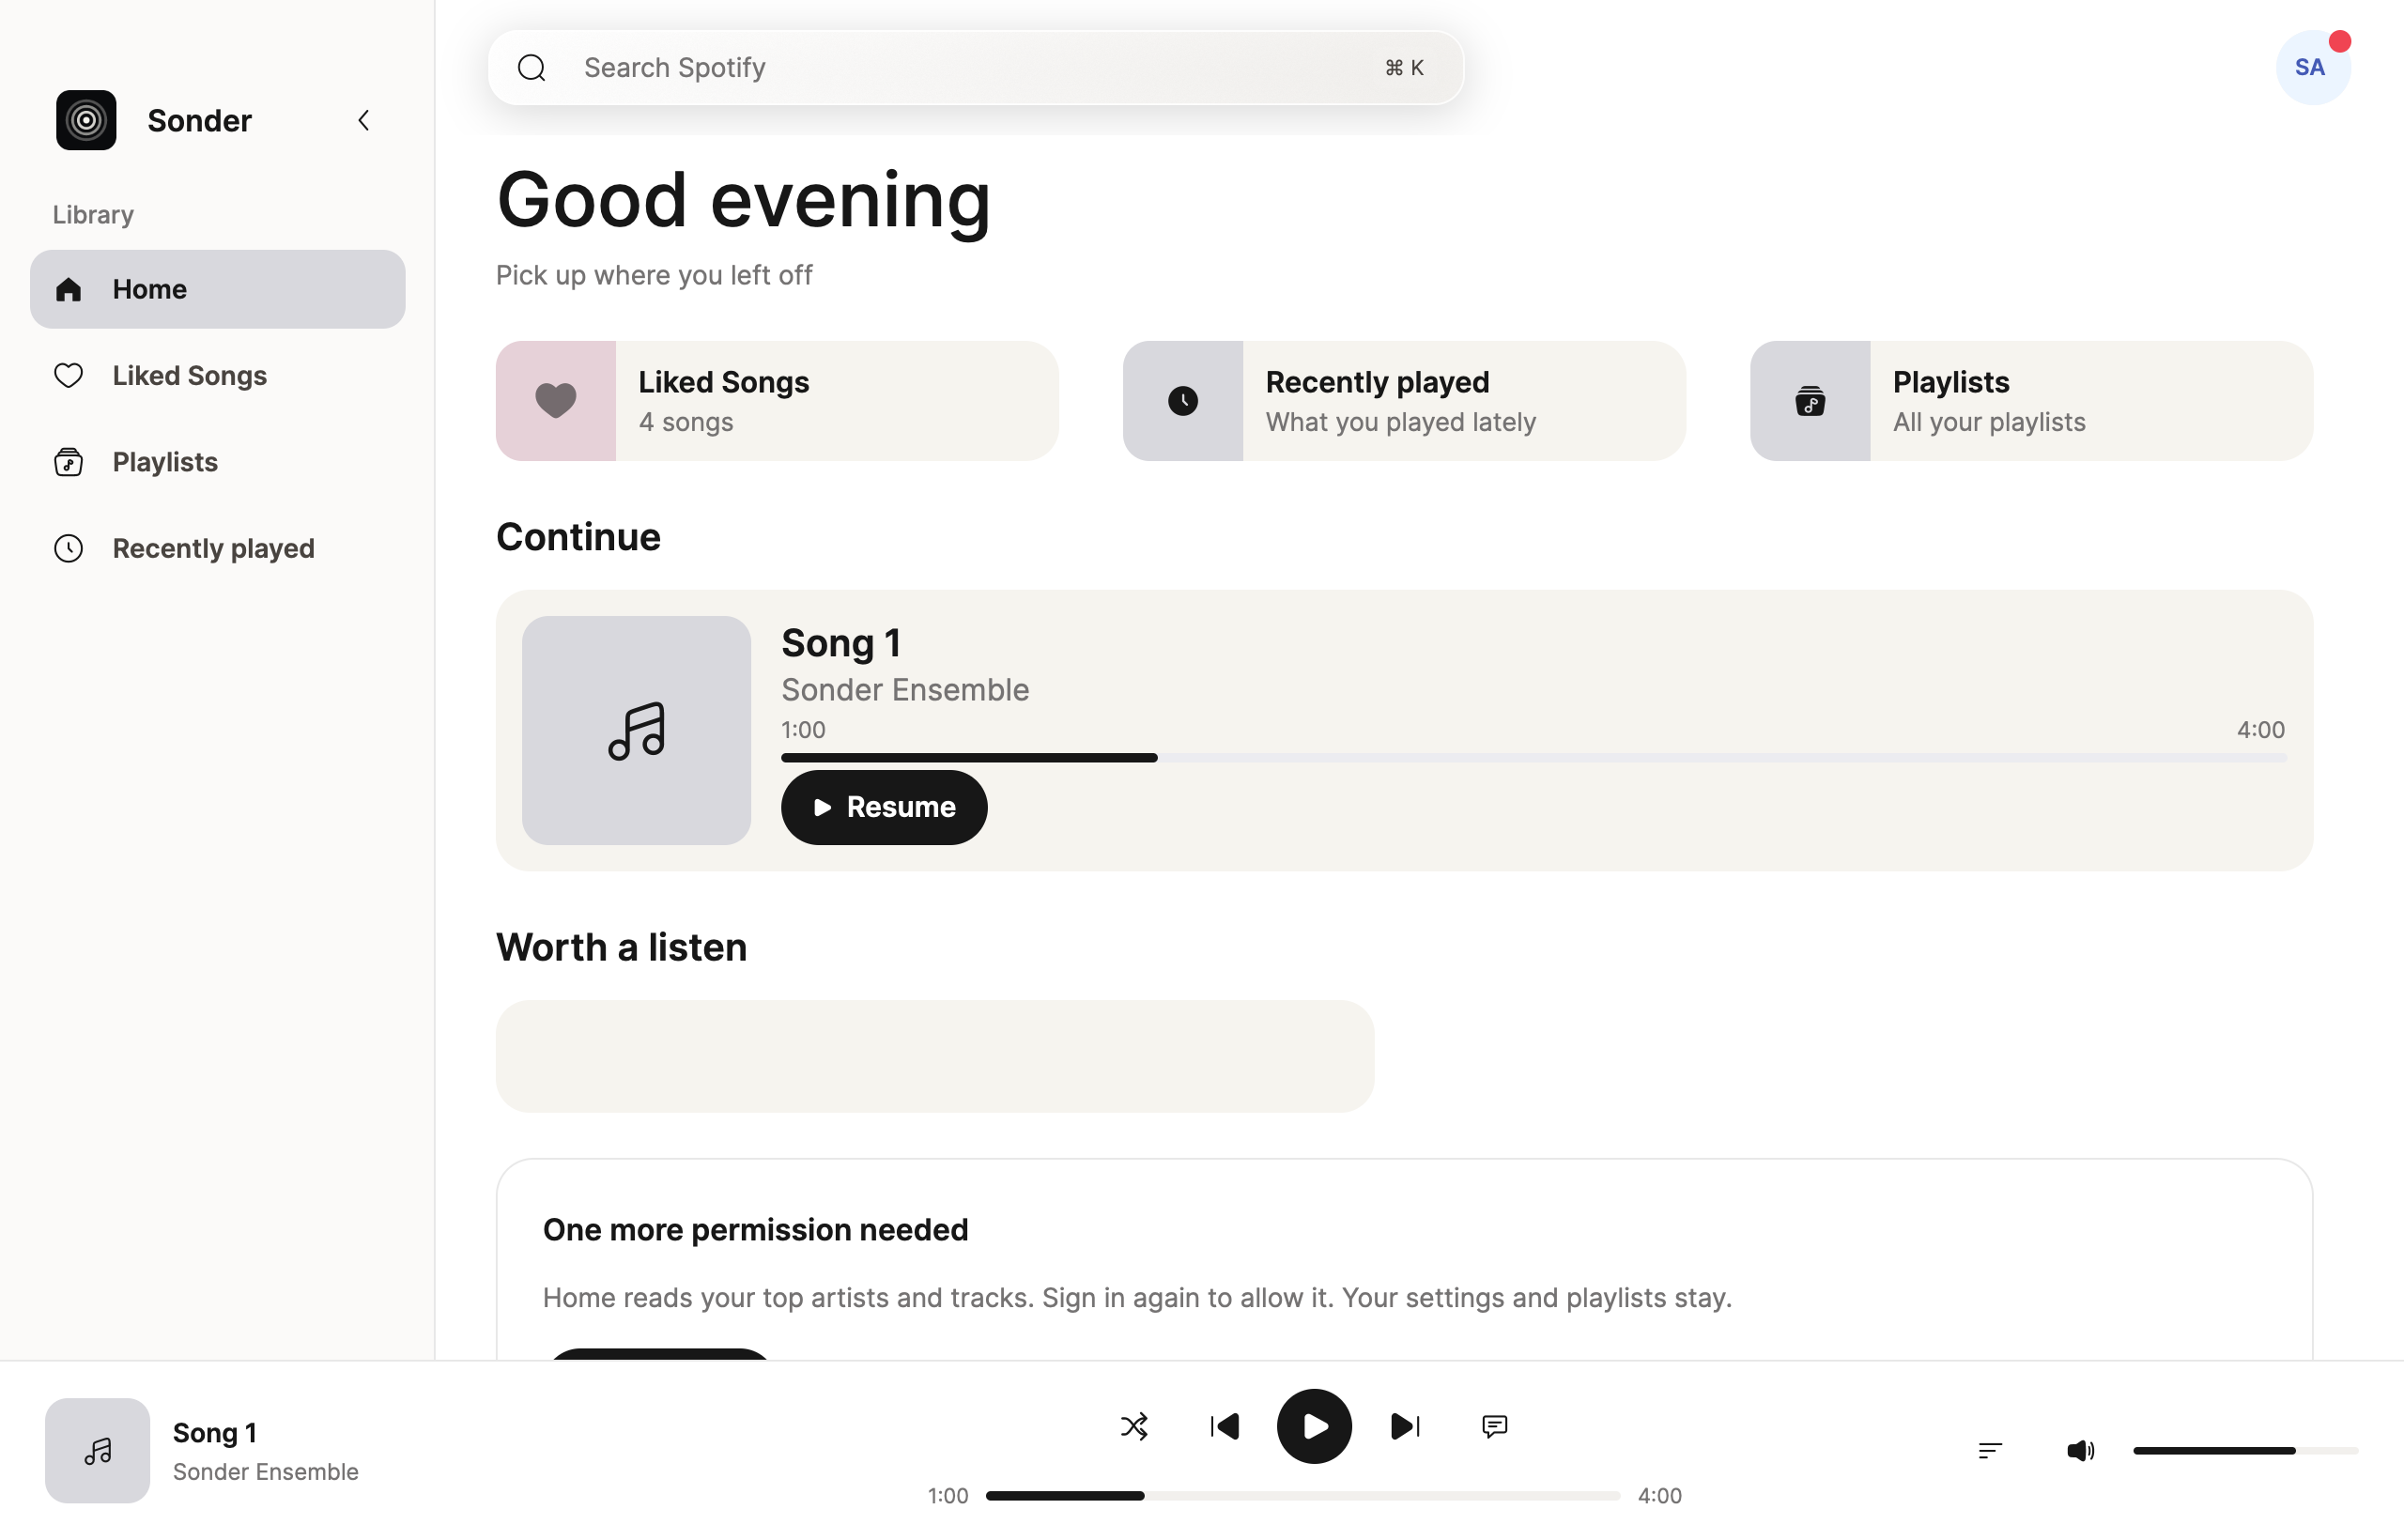 Sonder
Library
Home
Liked Songs
Playlists
Recently played
Search Spotify
⌘ K
SA
Good evening
Pick up where you left off
Liked Songs
4 songs
Recently played
What you played lately
Playlists
All your playlists
Continue
Song 1
Sonder Ensemble
1:00
4:00
Resume
Worth a listen
One more permission needed
Home reads your top artists and tracks. Sign in again to allow it. Your settings and playlists stay.
Song 1
Sonder Ensemble
1:00
4:00